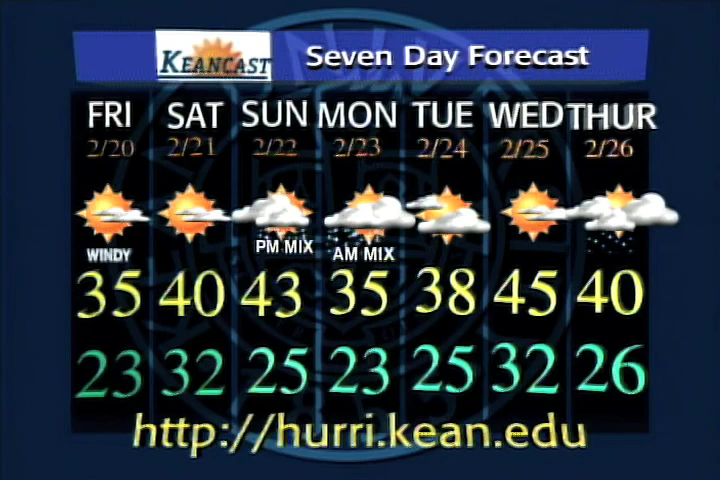 KEANCAST Seven Day Forecast
FRI SAT SUN MON TUE WED THUR
2/20 2/21 2/22 2/23 2/24 2/25 2/26
WINDY PM MIX AM MIX
35 40 43 35 38 45 40
23 32 25 23 25 32 26
http://hurri.kean.edu